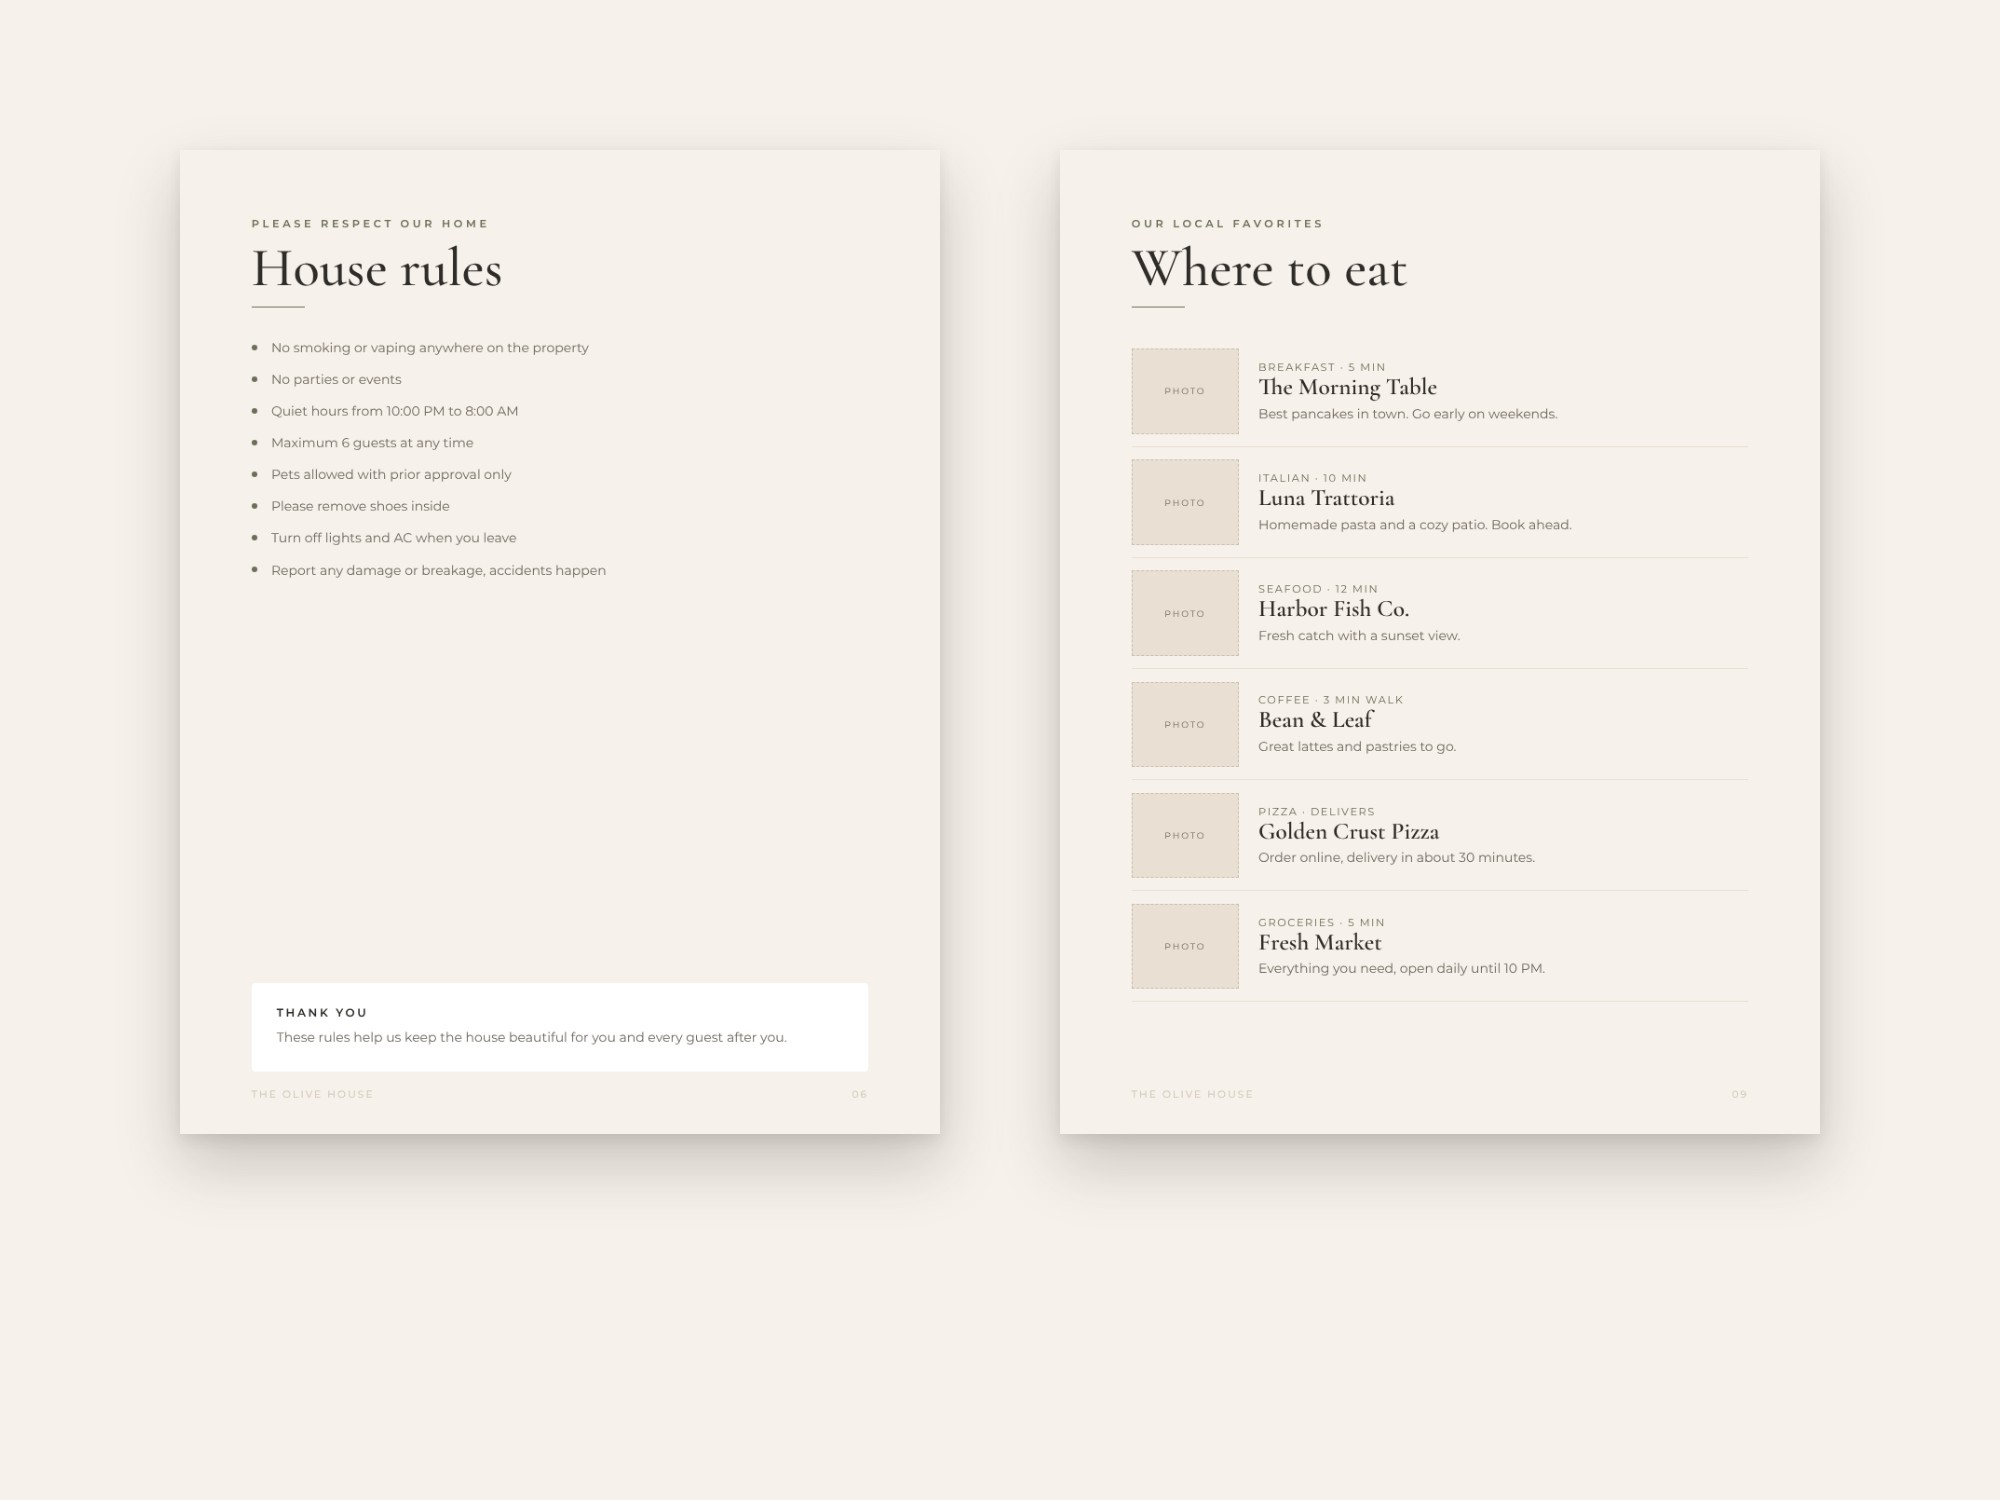 PLEASE RESPECT OUR HOME
House rules
No smoking or vaping anywhere on the property
No parties or events
Quiet hours from 10:00 PM to 8:00 AM
Maximum 6 guests at any time
Pets allowed with prior approval only
Please remove shoes inside
Turn off lights and AC when you leave
Report any damage or breakage, accidents happen
THANK YOU
These rules help us keep the house beautiful for you and every guest after you.
THE OLIVE HOUSE
06
OUR LOCAL FAVORITES
Where to eat
PHOTO
BREAKFAST · 5 MIN
The Morning Table
Best pancakes in town. Go early on weekends.
PHOTO
ITALIAN · 10 MIN
Luna Trattoria
Homemade pasta and a cozy patio. Book ahead.
PHOTO
SEAFOOD · 12 MIN
Harbor Fish Co.
Fresh catch with a sunset view.
PHOTO
COFFEE · 3 MIN WALK
Bean & Leaf
Great lattes and pastries to go.
PHOTO
PIZZA · DELIVERS
Golden Crust Pizza
Order online, delivery in about 30 minutes.
PHOTO
GROCERIES · 5 MIN
Fresh Market
Everything you need, open daily until 10 PM.
THE OLIVE HOUSE
09